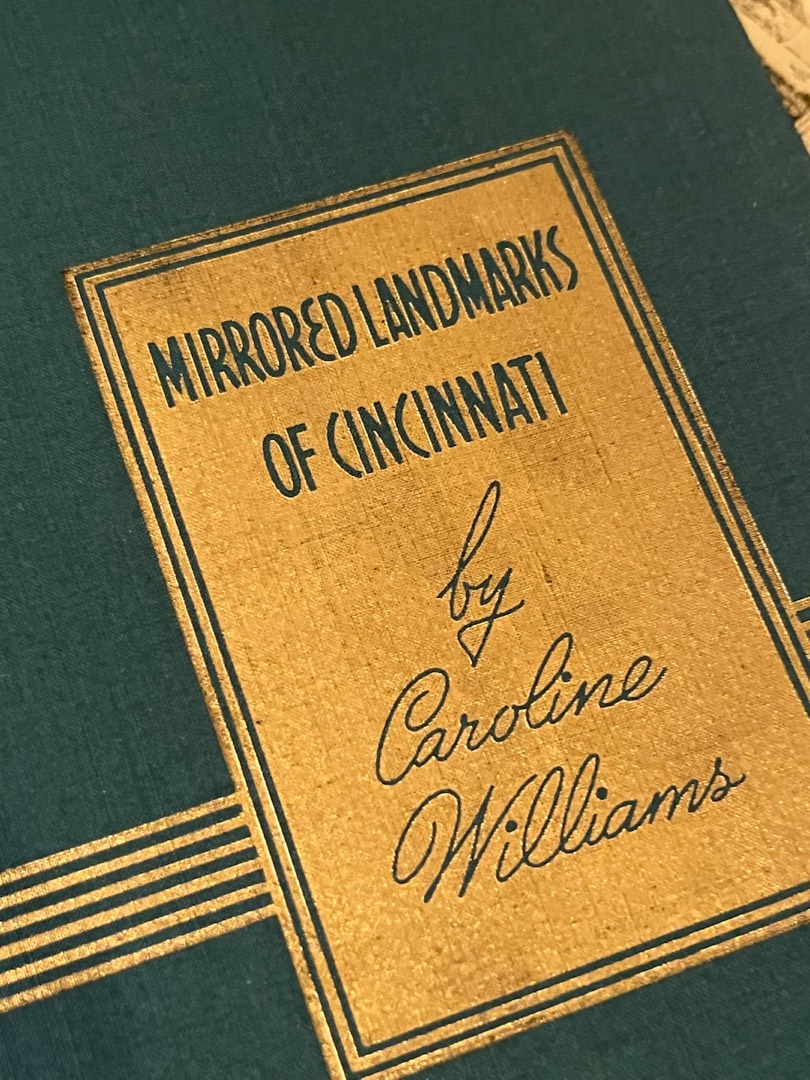 MIRRORED LANDMARKS
OF CINCINNATI
by
Caroline
Williams